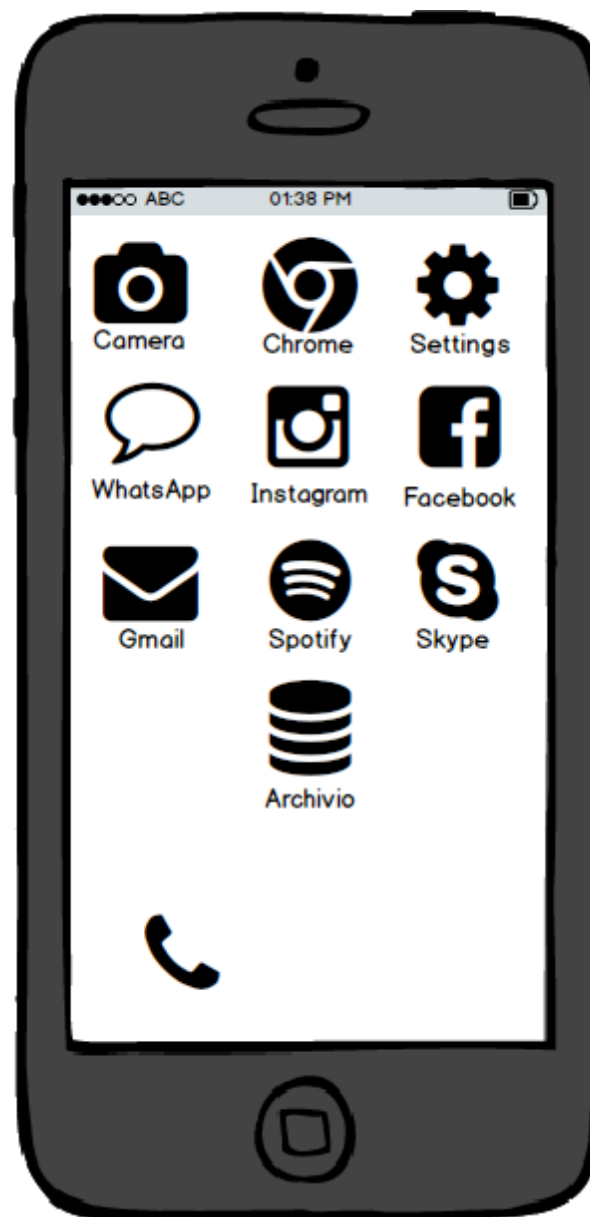 ABC 01:38 PM
Camera Chrome Settings
WhatsApp Instagram Facebook
Gmail Spotify Skype
Archivio